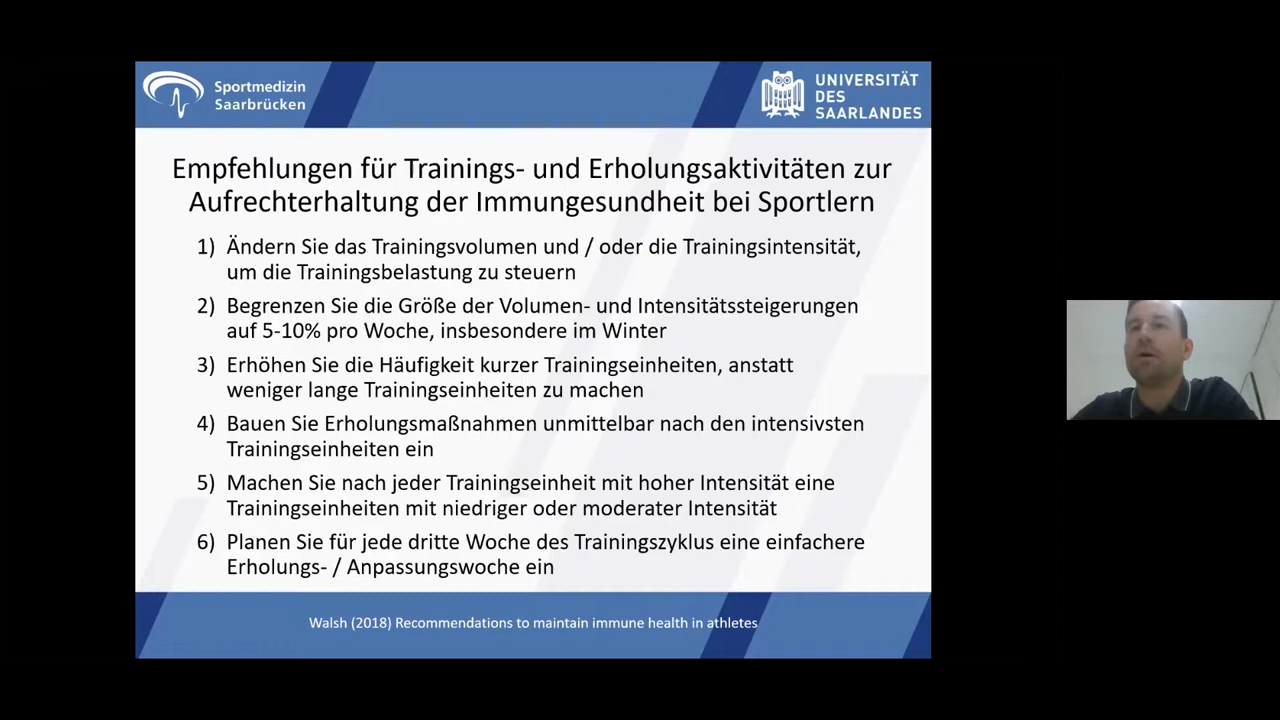 Sportmedizin
Saarbrücken
UNIVERSITÄT
DES
SAARLANDES
Empfehlungen für Trainings- und Erholungsaktivitäten zur
Aufrechterhaltung der Immungesundheit bei Sportlern
1) Ändern Sie das Trainingsvolumen und / oder die Trainingsintensität,
um die Trainingsbelastung zu steuern
2) Begrenzen Sie die Größe der Volumen- und Intensitätssteigerungen
auf 5-10% pro Woche, insbesondere im Winter
3) Erhöhen Sie die Häufigkeit kurzer Trainingseinheiten, anstatt
weniger lange Trainingseinheiten zu machen
4) Bauen Sie Erholungsmaßnahmen unmittelbar nach den intensivsten
Trainingseinheiten ein
5) Machen Sie nach jeder Trainingseinheit mit hoher Intensität eine
Trainingseinheiten mit niedriger oder moderater Intensität
6) Planen Sie für jede dritte Woche des Trainingszyklus eine einfachere
Erholungs- / Anpassungswoche ein
Walsh (2018) Recommendations to maintain immune health in athletes